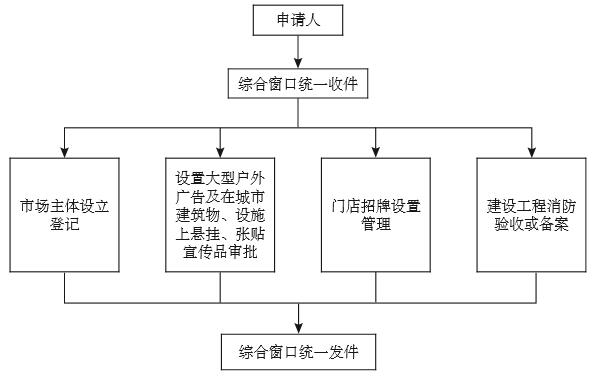 申请人
综合窗口统一收件
市场主体设立
登记
设置大型户外
广告及在城市
建筑物、设施
上悬挂、张贴
宣传品审批
门店招牌设置
管理
建设工程消防
验收或备案
综合窗口统一发件